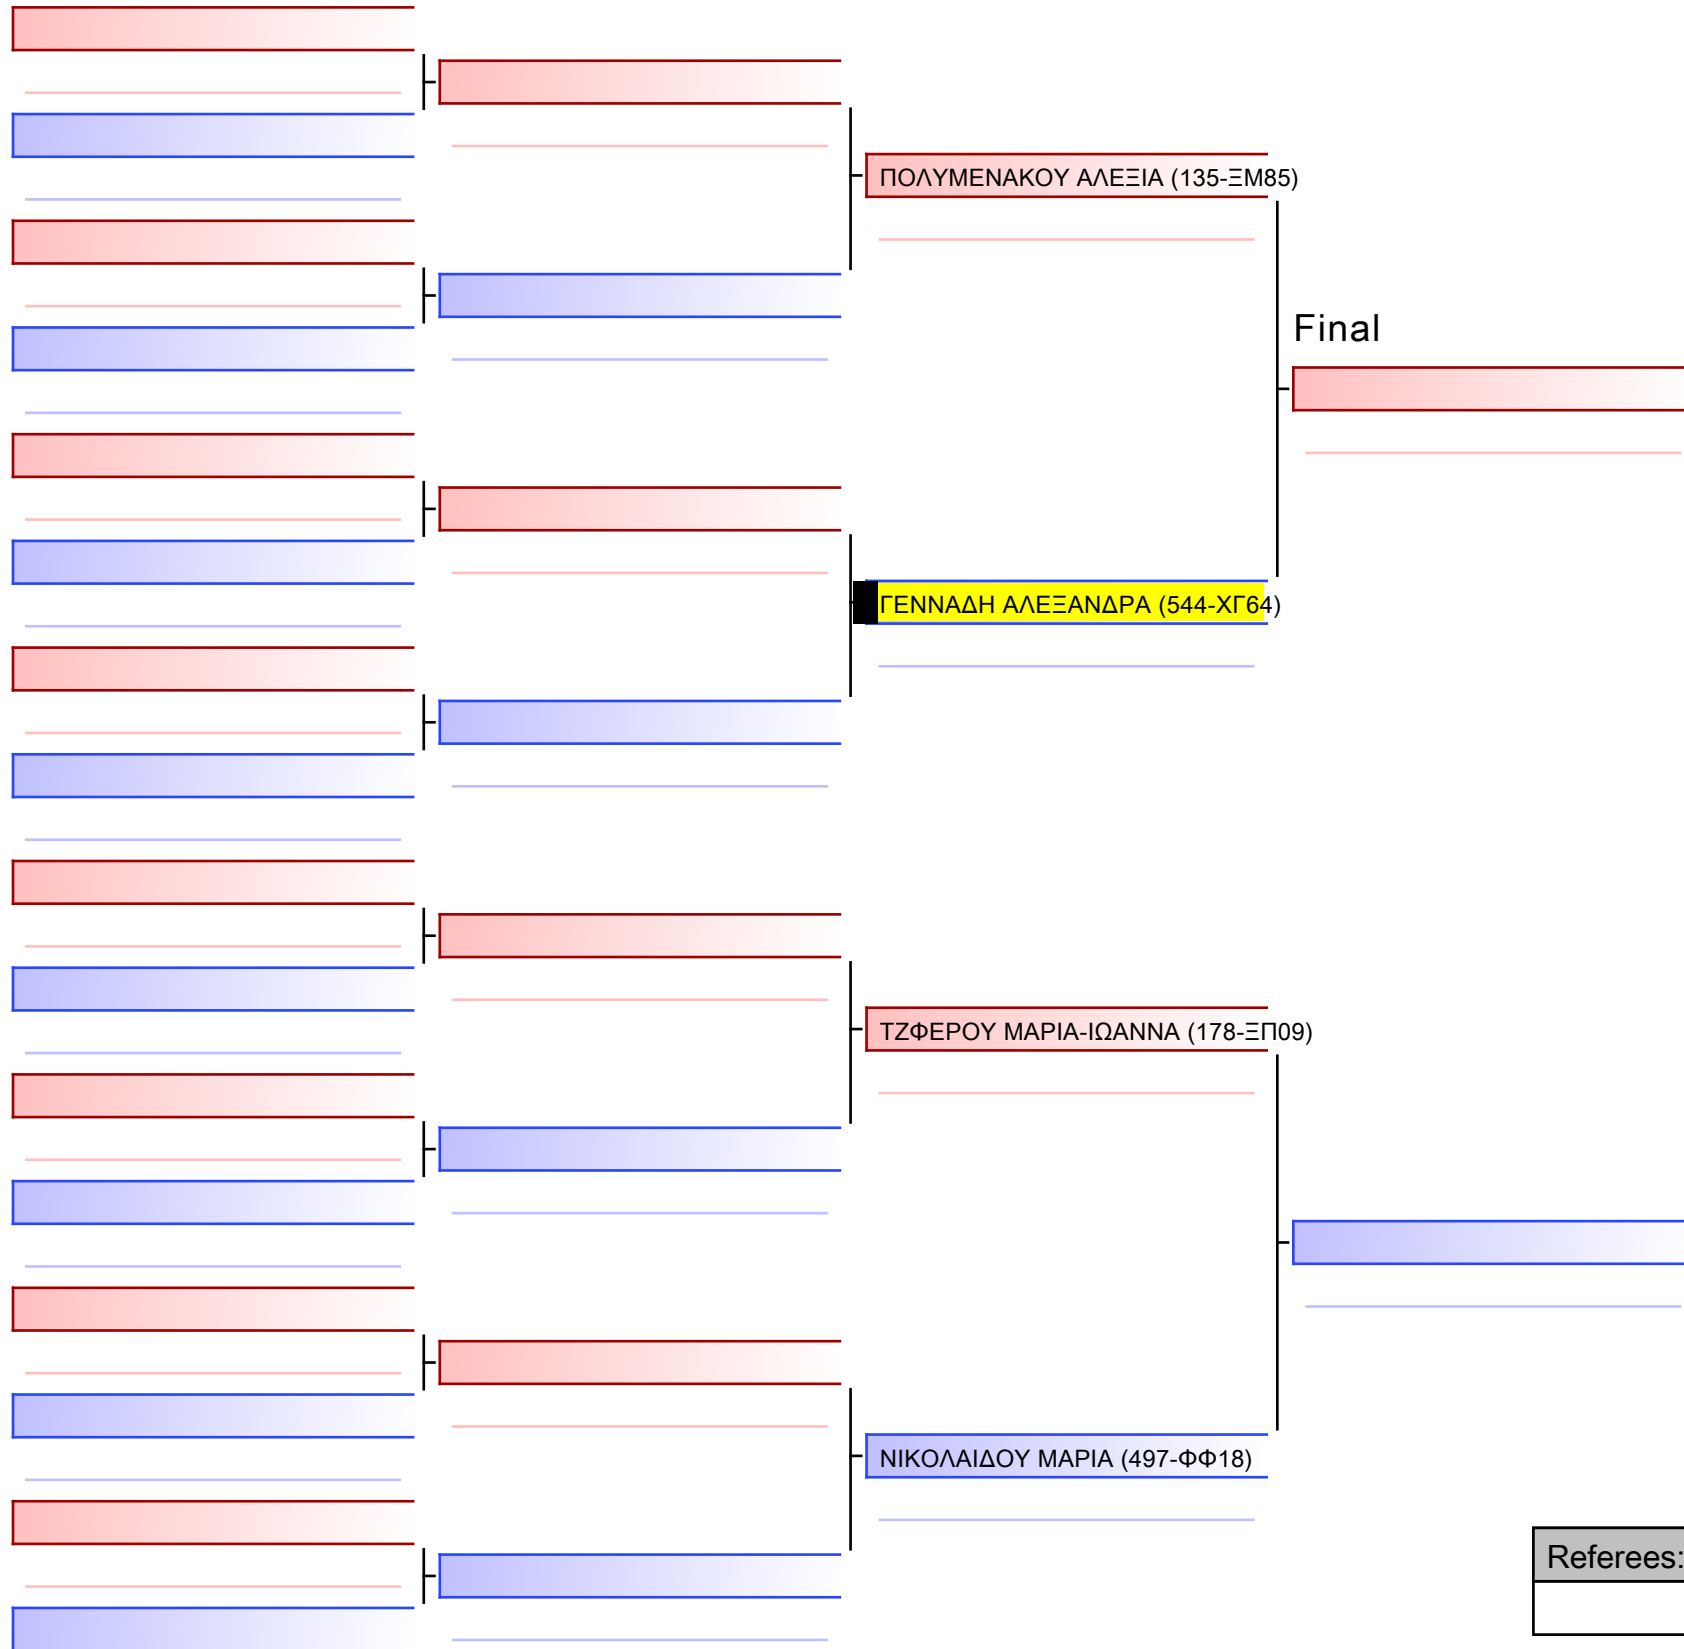 ΠΟΛΥΜΕΝΑΚΟΥ ΑΛΕΞΙΑ (135-ΞΜ85)
Final
ΓΕΝΝΑΔΗ ΑΛΕΞΑΝΔΡΑ (544-ΧΓ64)
ΤΖΦΕΡΟΥ ΜΑΡΙΑ-ΙΩΑΝΝΑ (178-ΞΠ09)
ΝΙΚΟΛΑΙΔΟΥ ΜΑΡΙΑ (497-ΦΦ18)
Referees: